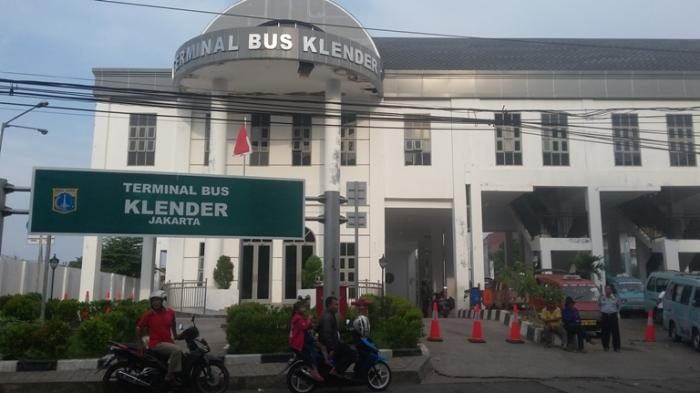 TERMINAL BUS KLENDER
TERMINAL BUS
KLENDER
JAKARTA